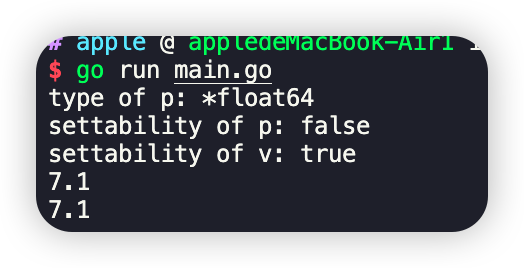 # apple @ appledeMacBook-Air1
$ go run main.go
type of p: *float64
settability of p: false
settability of v: true
7.1
7.1